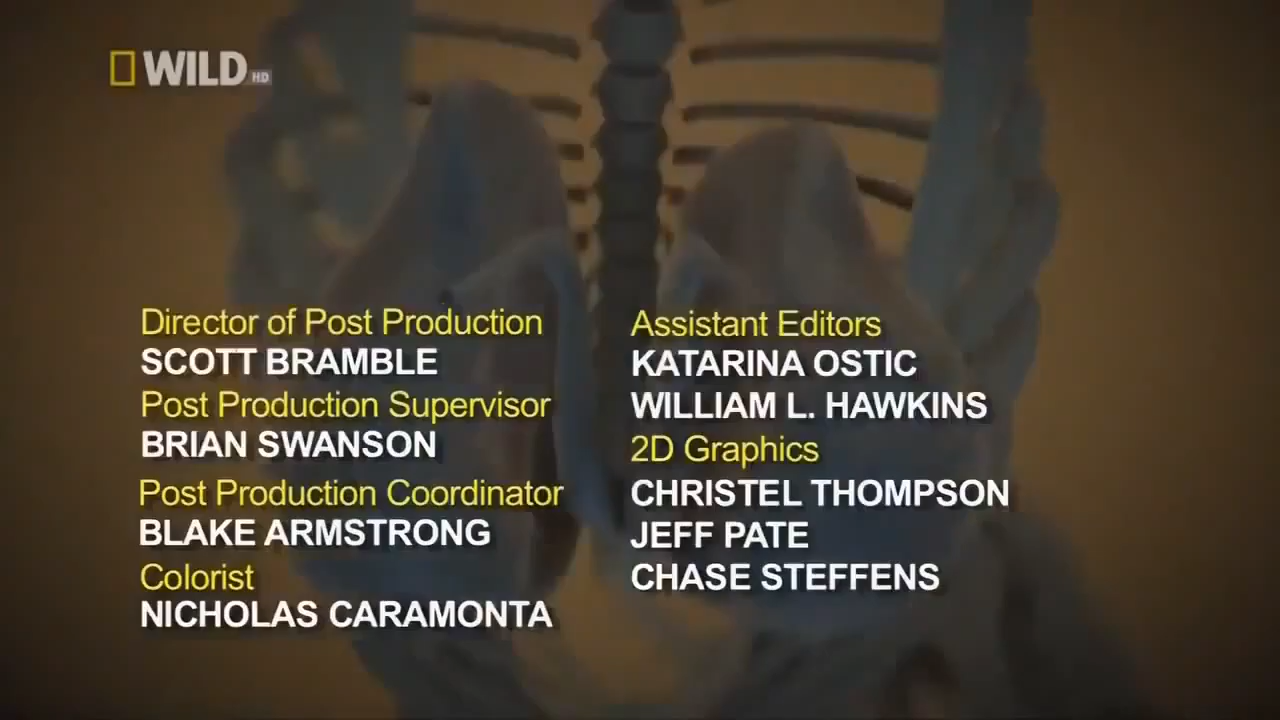 WILD HD
Director of Post Production
SCOTT BRAMBLE
Post Production Supervisor
BRIAN SWANSON
Post Production Coordinator
BLAKE ARMSTRONG
Colorist
NICHOLAS CARAMONTA
Assistant Editors
KATARINA OSTIC
WILLIAM L. HAWKINS
2D Graphics
CHRISTEL THOMPSON
JEFF PATE
CHASE STEFFENS